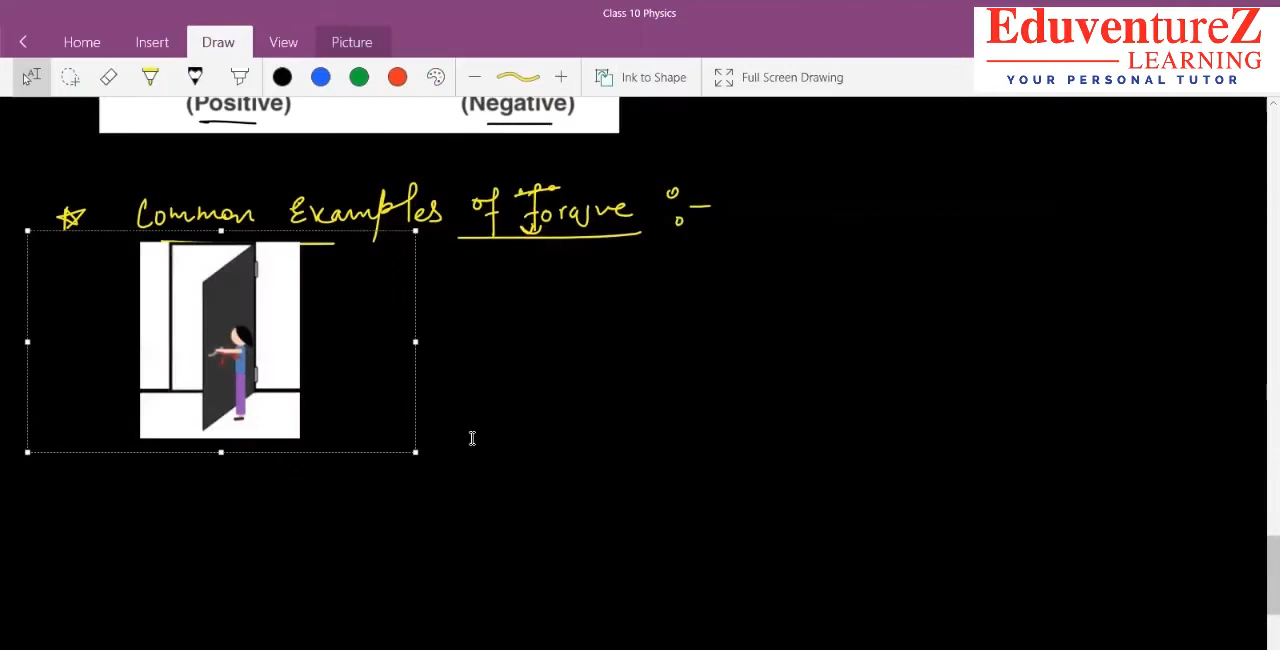 Class 10 Physics
EduventureZ
LEARNING
YOUR PERSONAL TUTOR
Home Insert Draw View Picture
Ink to Shape Full Screen Drawing
(Positive) (Negative)
Common Examples of Torque :-